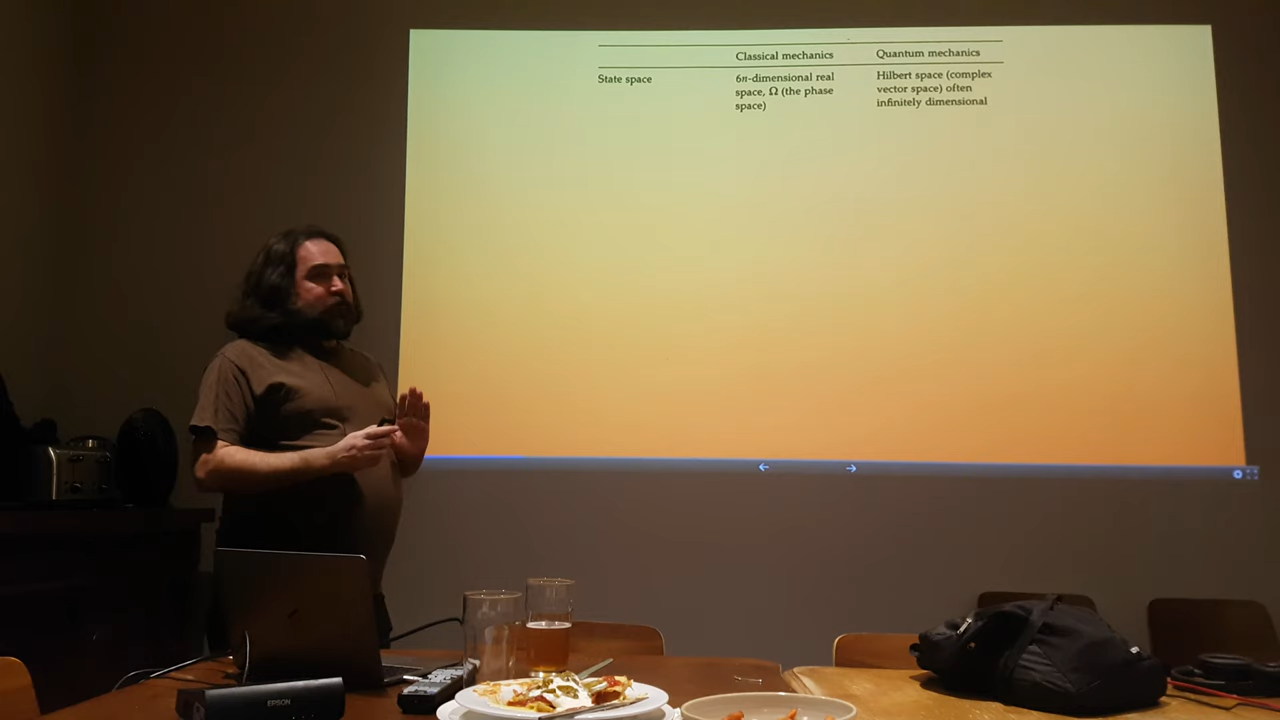 Classical mechanics Quantum mechanics
State space 6n-dimensional real Hilbert space (complex
space, Ω (the phase vector space) often
space) infinitely dimensional
EPSON